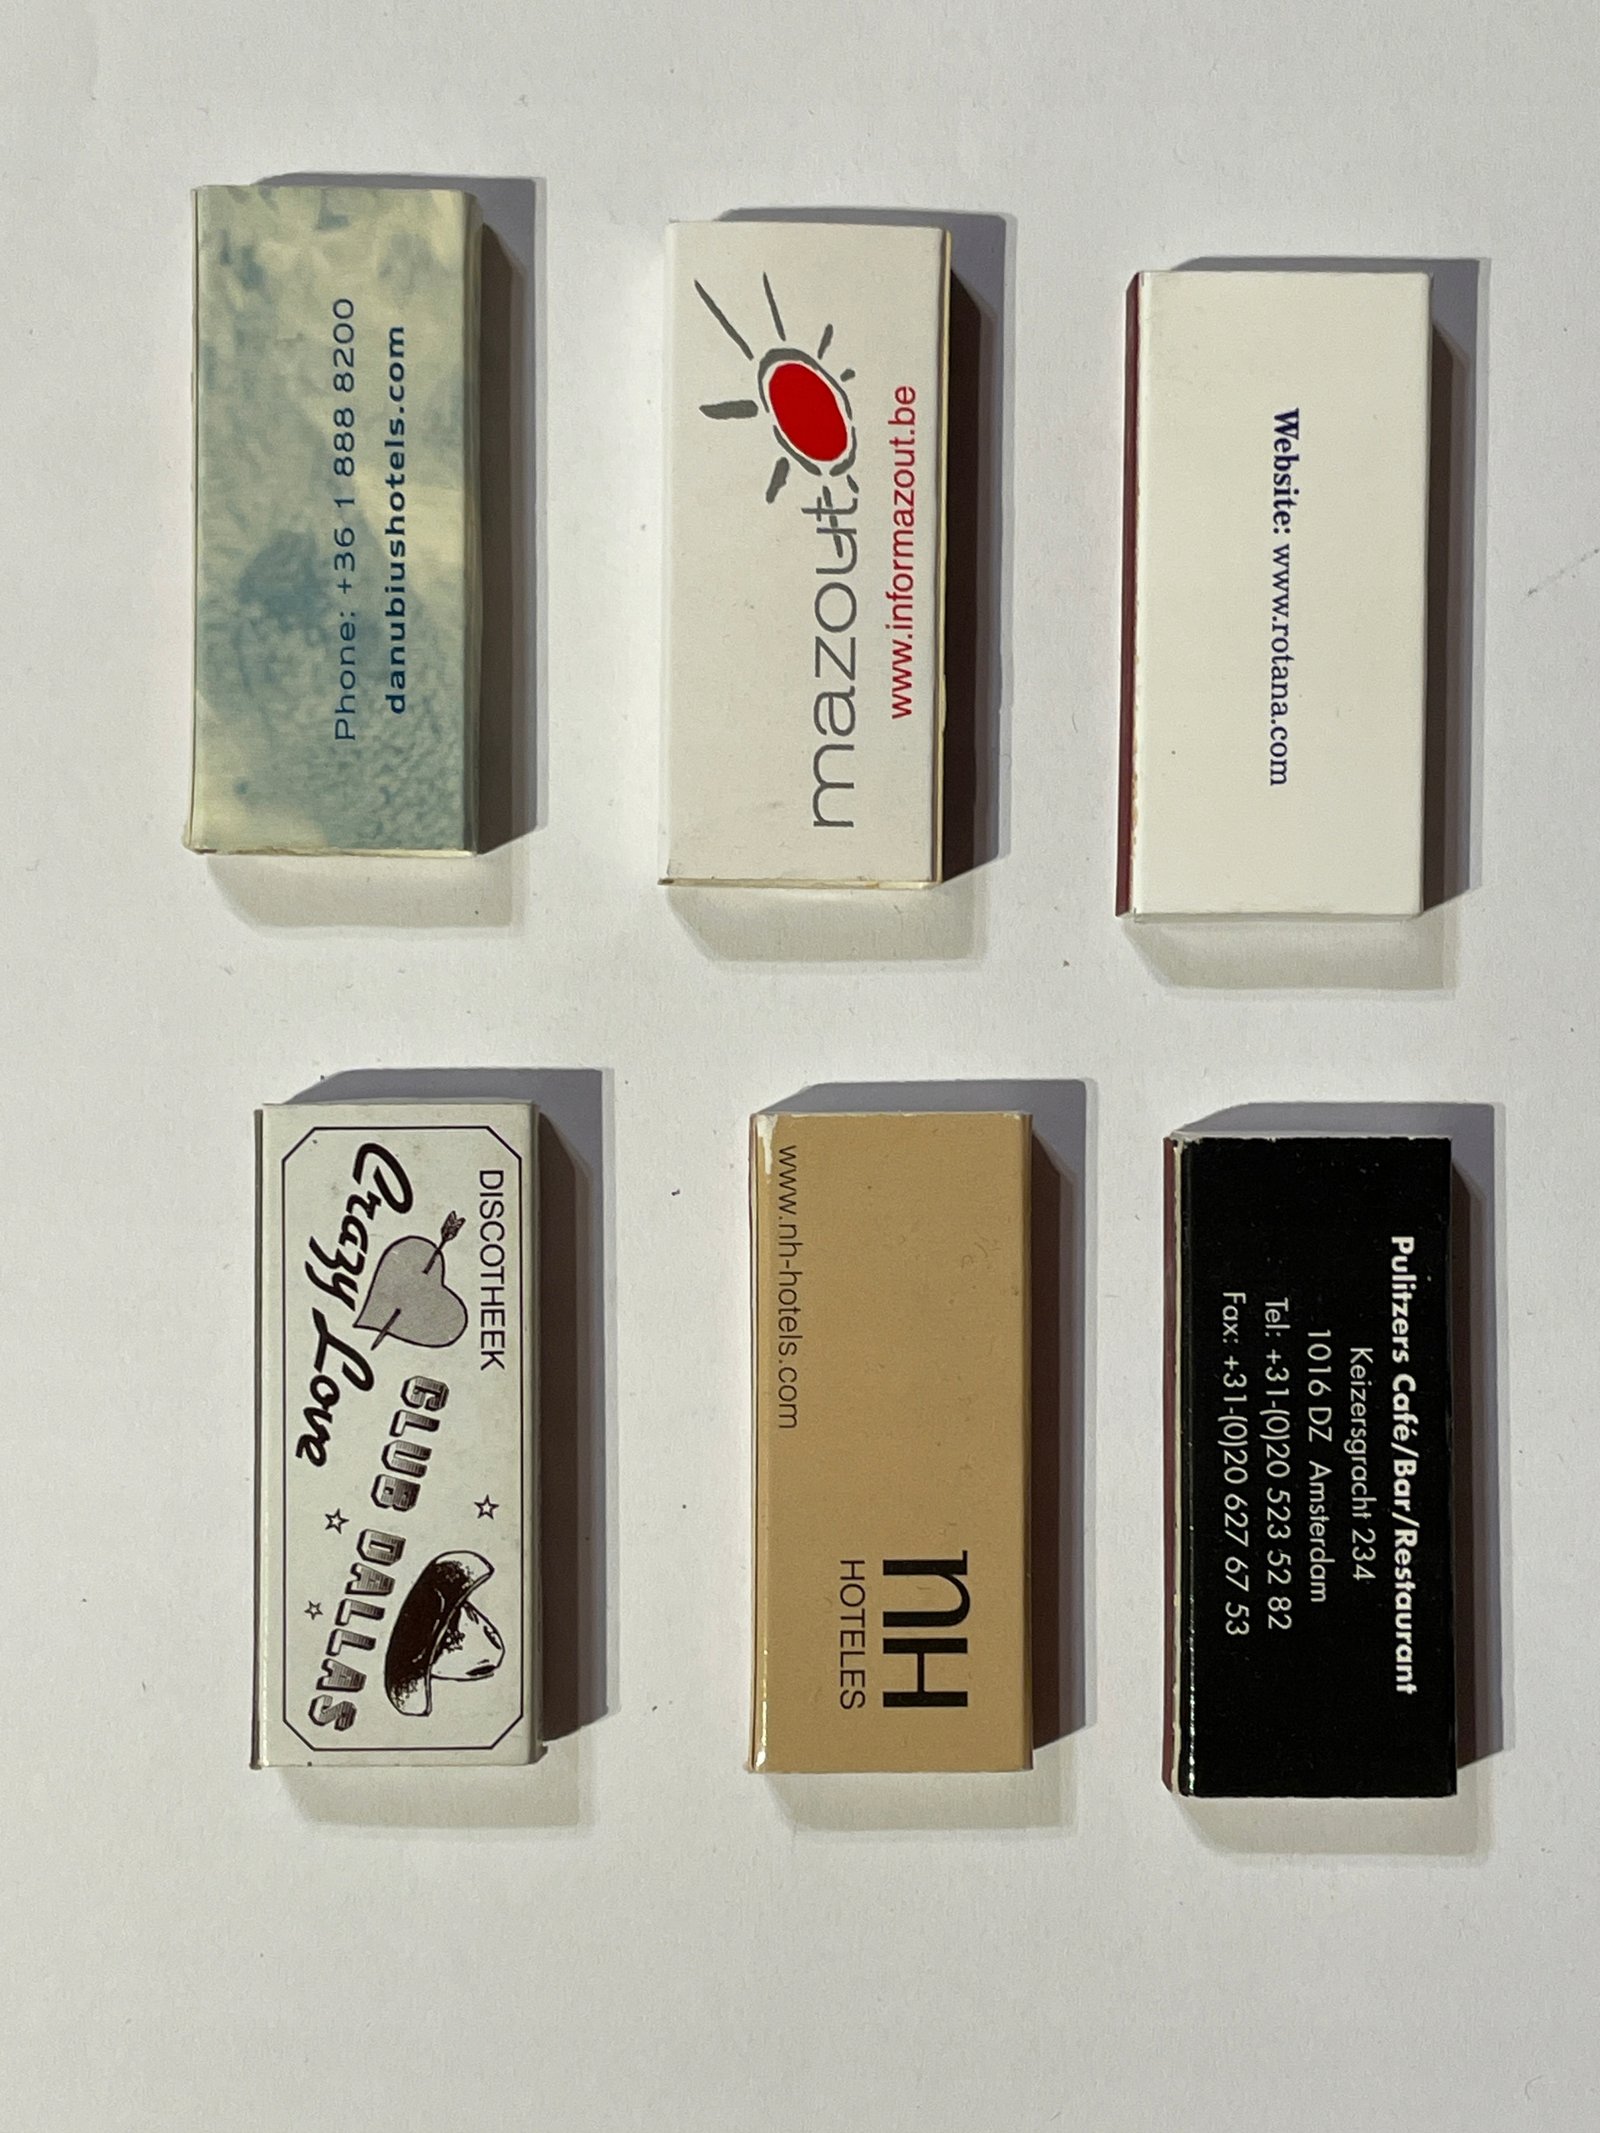 Phone: +36 1 888 8200
danubiushotels.com
mazout
www.informazout.be
Website: www.rotana.com
DISCOTHEEK
Crazy Love
CLUB DALLAS
nH
HOTELES
www.nh-hotels.com
Pulitzers Café/Bar/Restaurant
Keizersgracht 234
1016 DZ Amsterdam
Tel: +31-(0)20 523 52 82
Fax: +31-(0)20 627 67 53